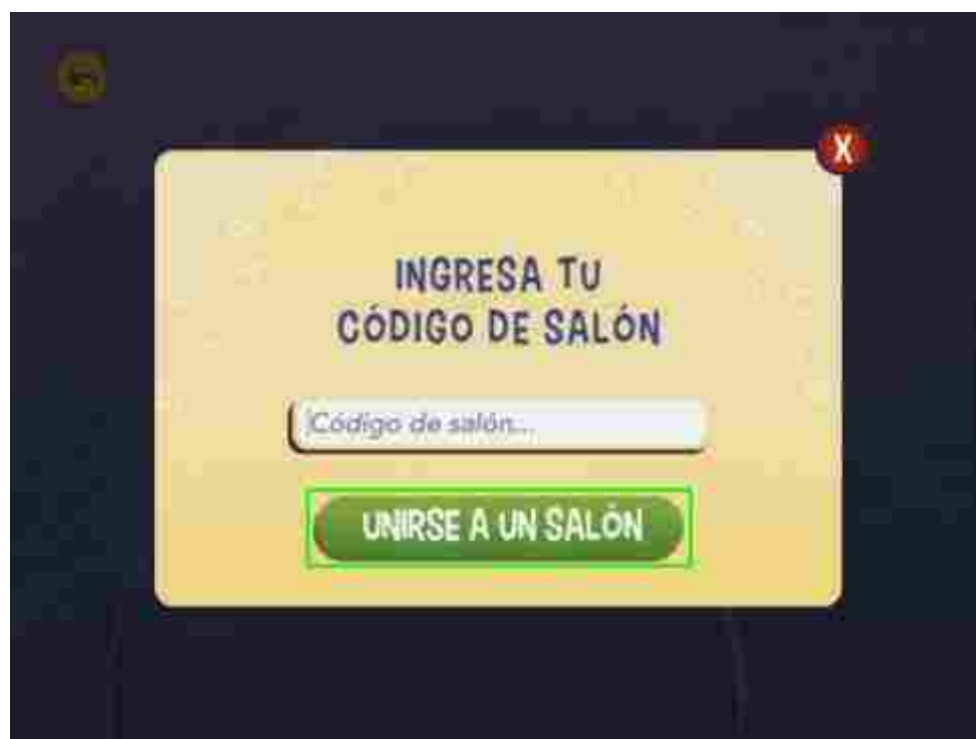 X
INGRESA TU
CÓDIGO DE SALÓN
Código de salón...
UNIRSE A UN SALÓN